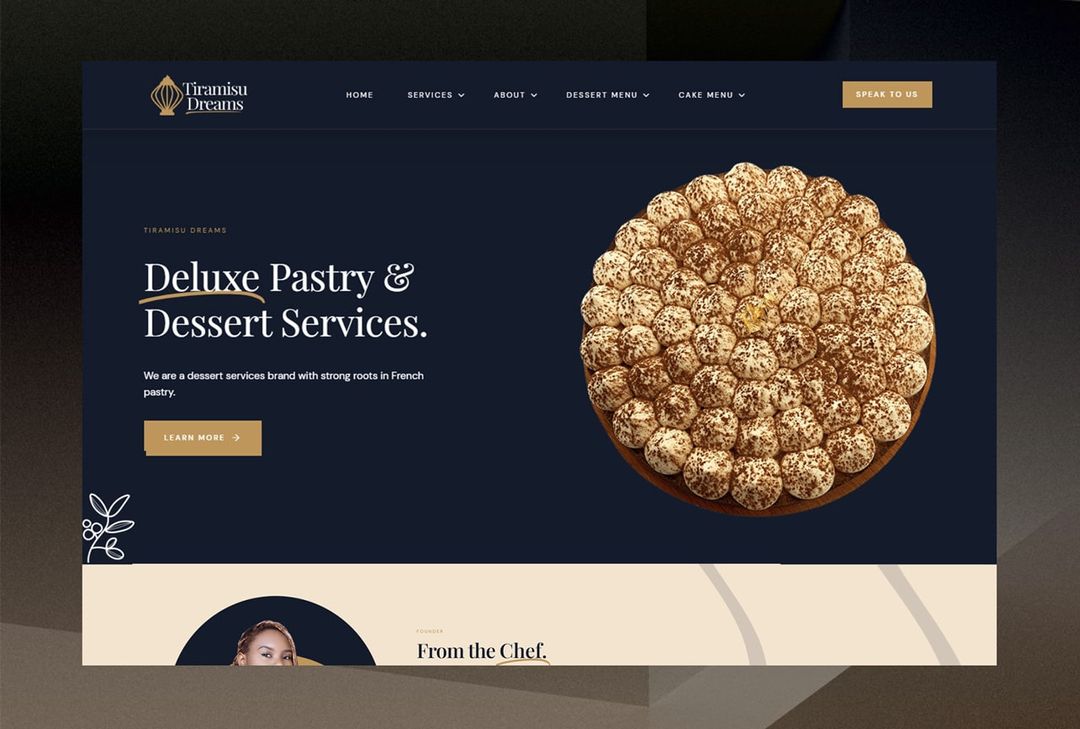 Tiramisu
Dreams
HOME
SERVICES
ABOUT
DESSERT MENU
CAKE MENU
SPEAK TO US
TIRAMISU DREAMS
Deluxe Pastry &
Dessert Services.
We are a dessert services brand with strong roots in French
pastry.
LEARN MORE
FOUNDER
From the Chef.